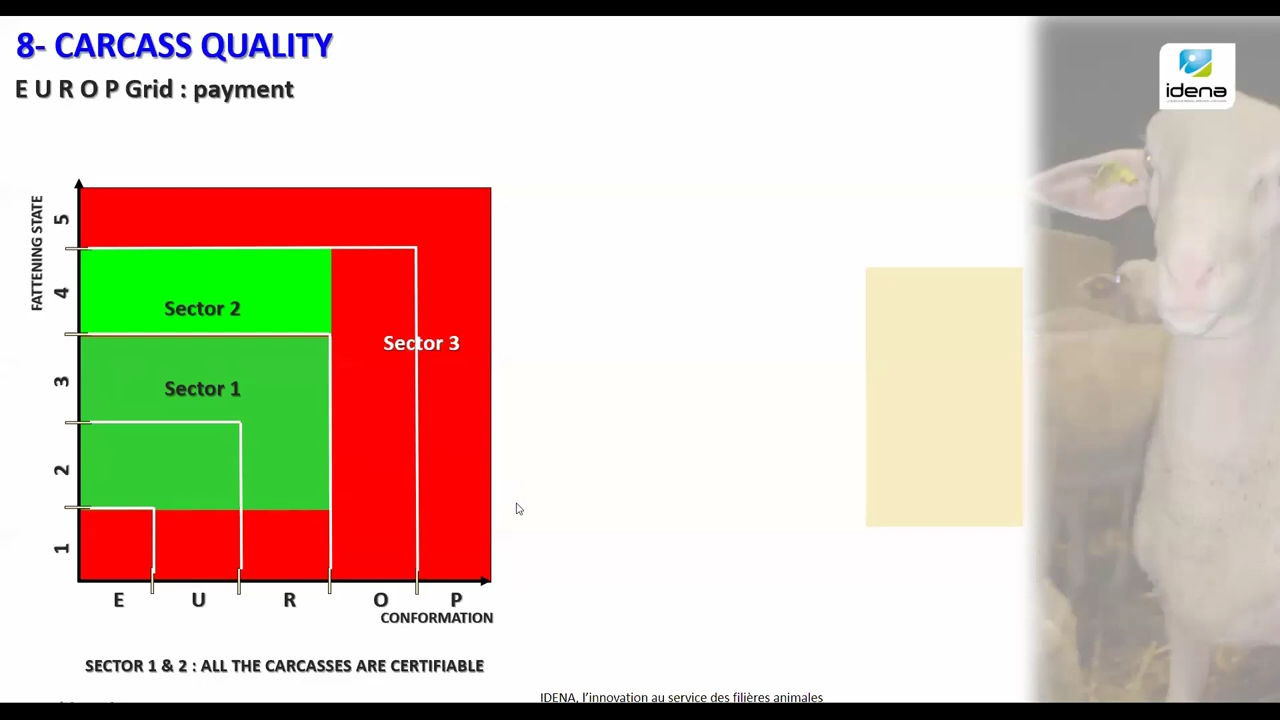 8- CARCASS QUALITY
E U R O P Grid : payment
idena
FATTENING STATE
5
4
3
2
1
Sector 2
Sector 3
Sector 1
E U R O P
CONFORMATION
SECTOR 1 & 2 : ALL THE CARCASSES ARE CERTIFIABLE
IDENA, l’innovation au service des filières animales